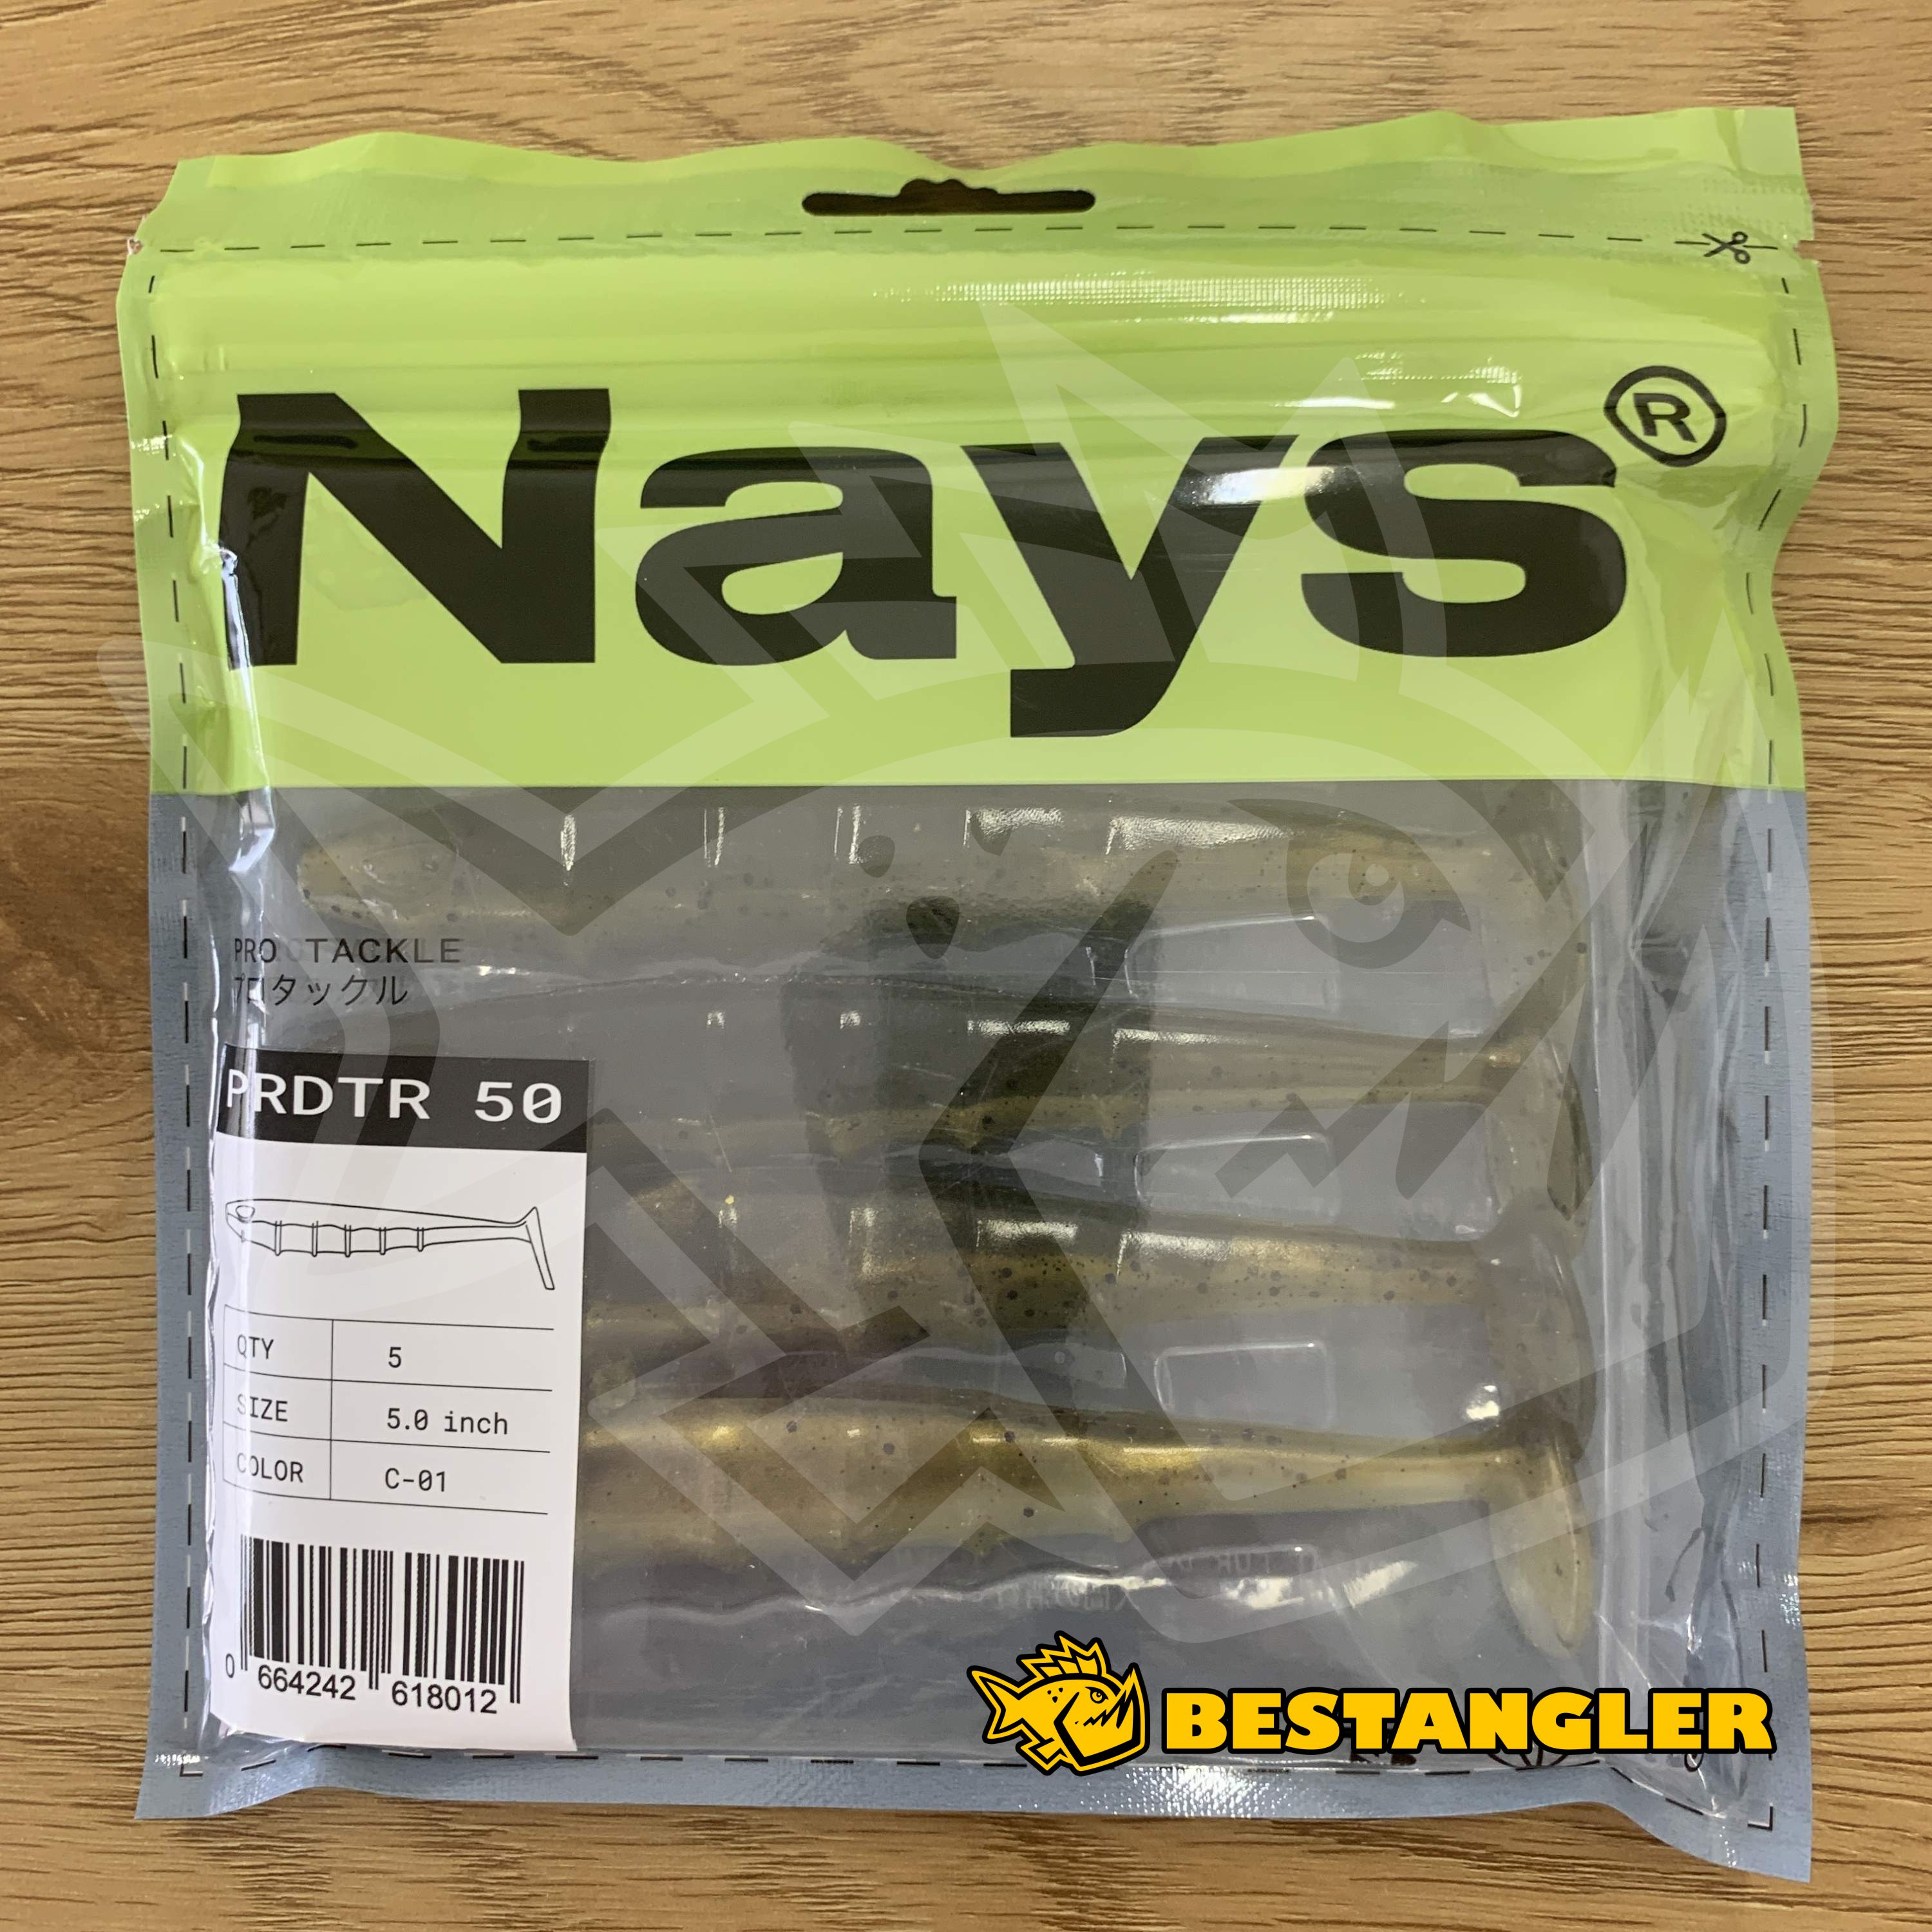 Nays®
PRO TACKLE
プロタックル
PRDTR 50
QTY 5
SIZE 5.0 inch
COLOR C-01
0 664242 618012
BESTANGLER